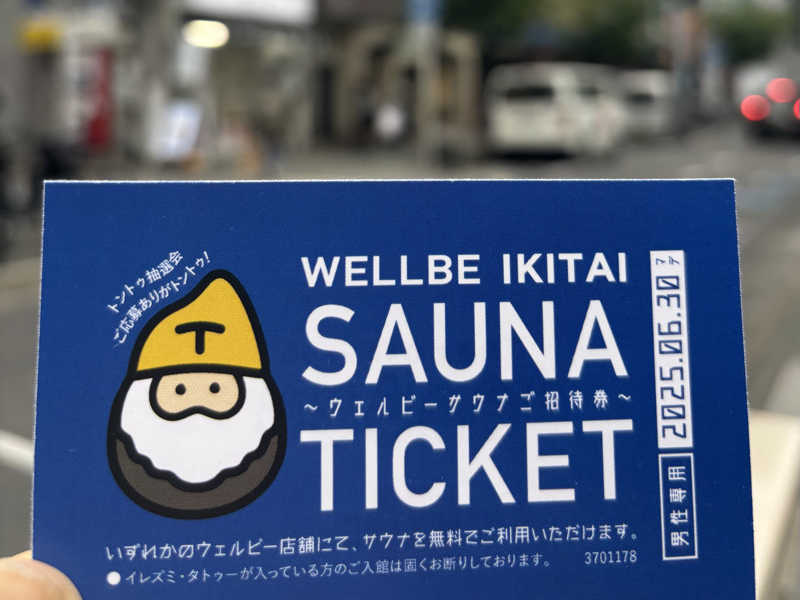 トントゥ抽選会
ご応募ありがトントゥ!
T
WELLBE IKITAI
SAUNA
~ウェルビーサウナご招待券~
TICKET
2025.06.30マデ
男性専用
いずれかのウェルビー店舗にて、サウナを無料でご利用いただけます。
●イレズミ・タトゥーが入っている方のご入館は固くお断りしております。
3701178